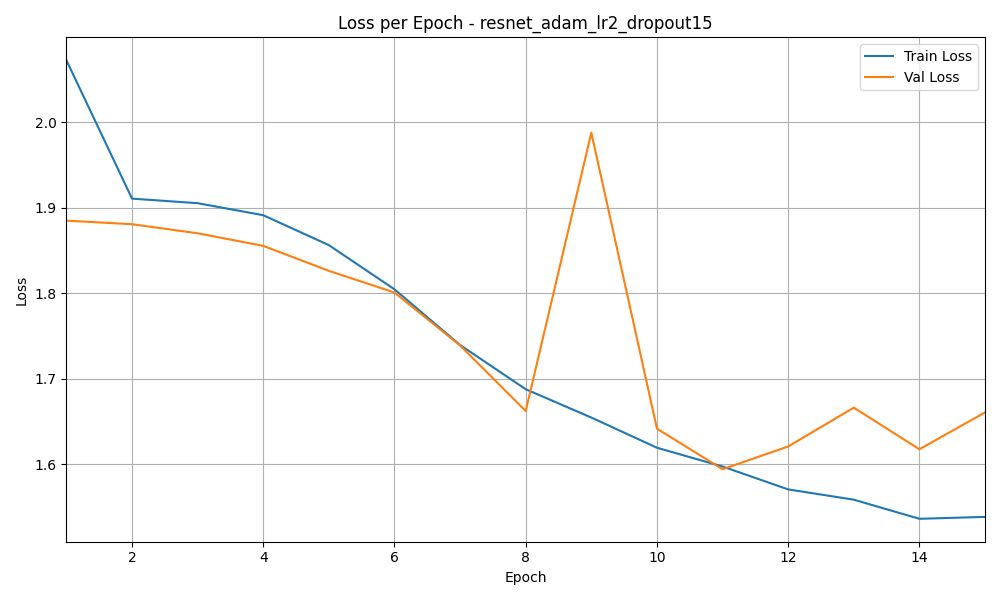 Loss per Epoch - resnet_adam_lr2_dropout15
Train Loss
Val Loss
2.0
1.9
1.8
1.7
1.6
Loss
2 4 6 8 10 12 14
Epoch